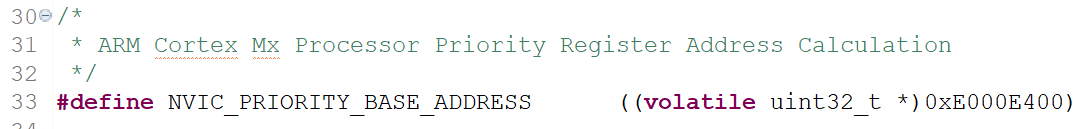 30 /*
31  * ARM Cortex Mx Processor Priority Register Address Calculation
32  */
33 #define NVIC_PRIORITY_BASE_ADDRESS      ((volatile uint32_t *)0xE000E400)